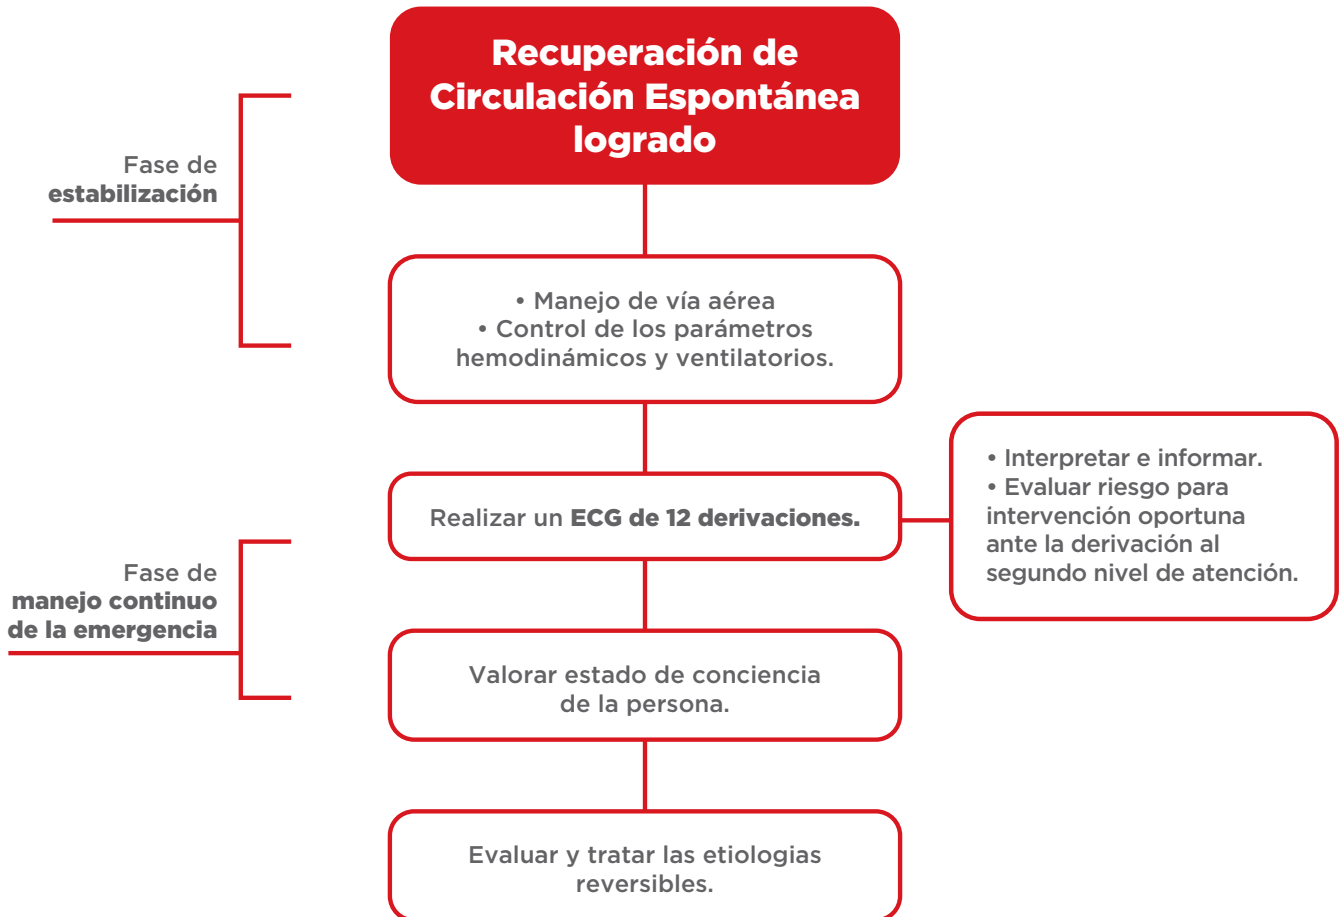 Recuperación de
Circulación Espontánea
logrado
Fase de
estabilización
• Manejo de vía aérea
• Control de los parámetros
hemodinámicos y ventilatorios.
Realizar un ECG de 12 derivaciones.
• Interpretar e informar.
• Evaluar riesgo para
intervención oportuna
ante la derivación al
segundo nivel de atención.
Fase de
manejo continuo
de la emergencia
Valorar estado de conciencia
de la persona.
Evaluar y tratar las etiologias
reversibles.